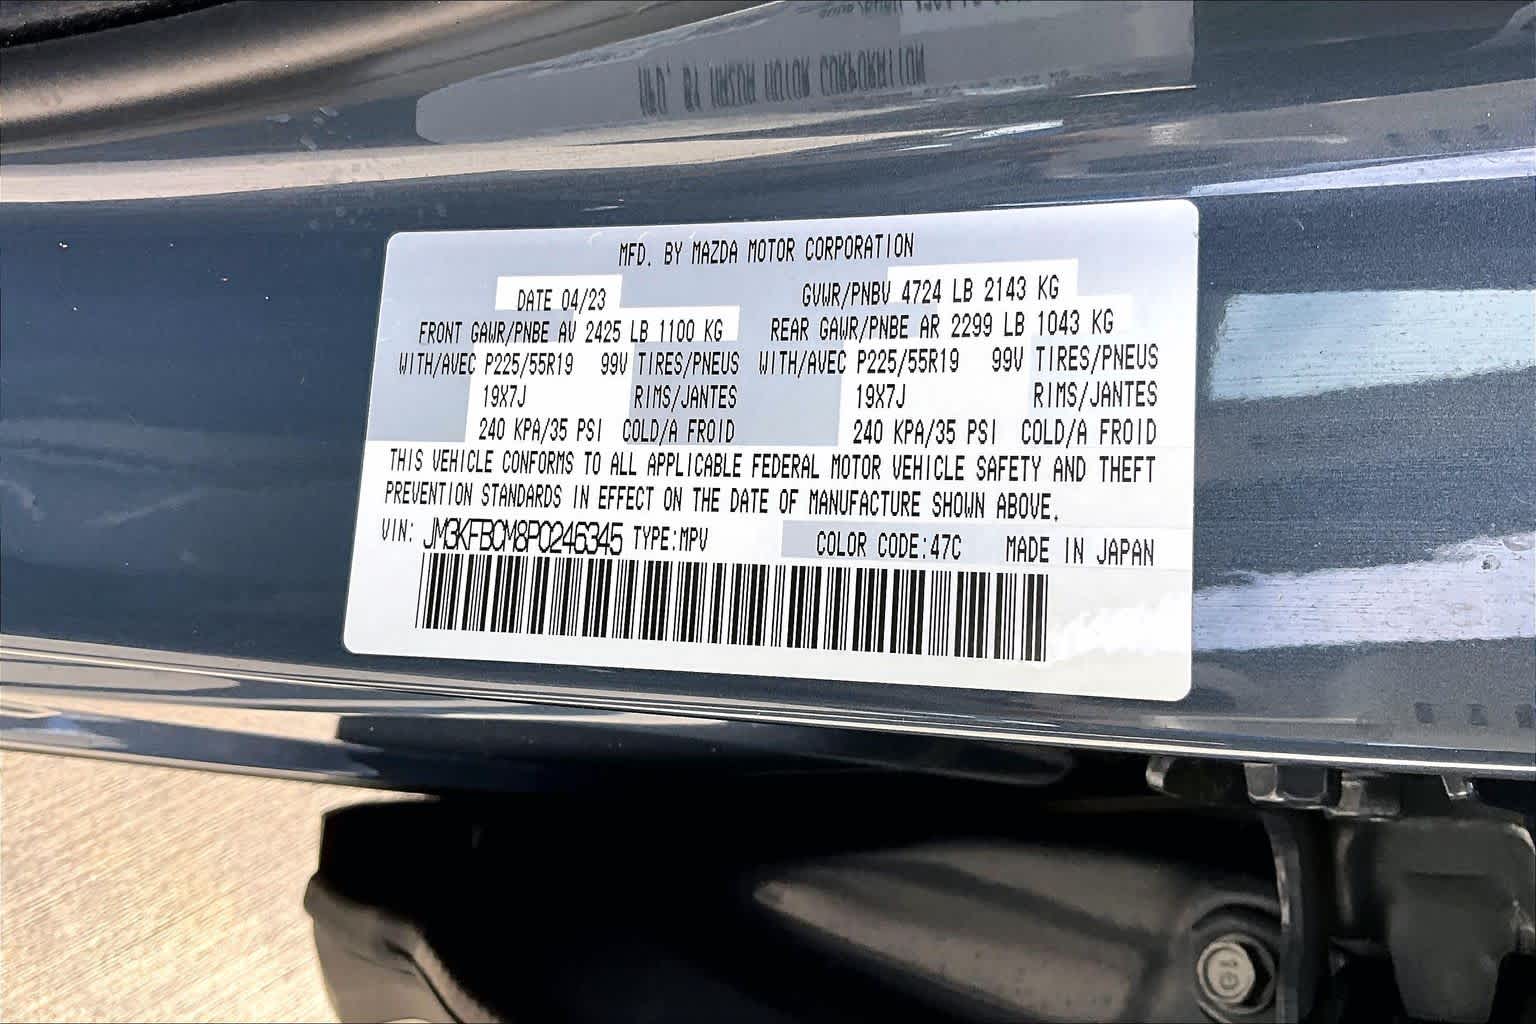 MFD. BY MAZDA MOTOR CORPORATION
DATE 04/23 GVWR/PNBV 4724 LB 2143 KG
FRONT GAWR/PNBE AV 2425 LB 1100 KG REAR GAWR/PNBE AR 2299 LB 1043 KG
WITH/AVEC P225/55R19 99V TIRES/PNEUS WITH/AVEC P225/55R19 99V TIRES/PNEUS
19X7J RIMS/JANTES 19X7J RIMS/JANTES
240 KPA/35 PSI COLD/A FROID 240 KPA/35 PSI COLD/A FROID
THIS VEHICLE CONFORMS TO ALL APPLICABLE FEDERAL MOTOR VEHICLE SAFETY AND THEFT
PREVENTION STANDARDS IN EFFECT ON THE DATE OF MANUFACTURE SHOWN ABOVE.
VIN: JM3KFBCM8P0246345 TYPE:MPV COLOR CODE:47C MADE IN JAPAN